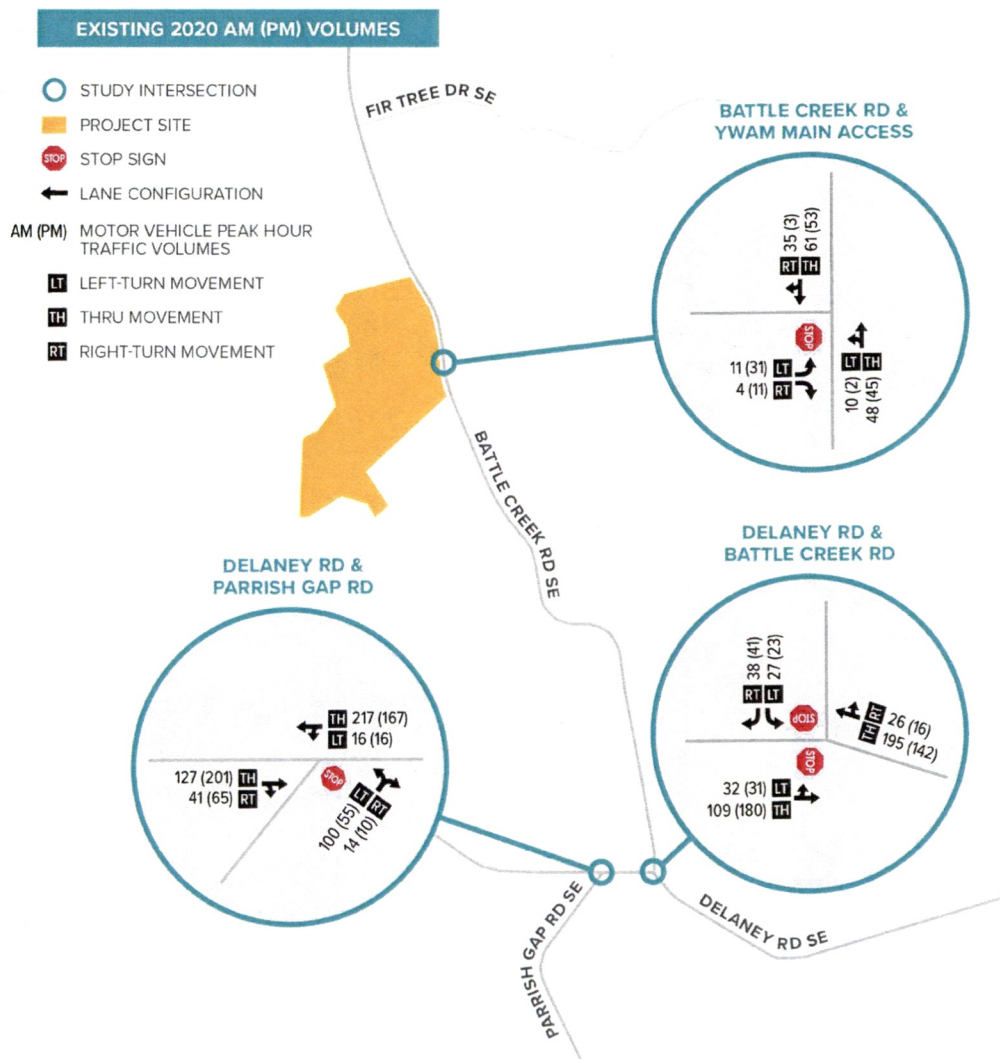 EXISTING 2020 AM (PM) VOLUMES
STUDY INTERSECTION
PROJECT SITE
STOP
STOP SIGN
LANE CONFIGURATION
AM (PM)
MOTOR VEHICLE PEAK HOUR
TRAFFIC VOLUMES
LT
LEFT-TURN MOVEMENT
TH
THRU MOVEMENT
RT
RIGHT-TURN MOVEMENT
FIR TREE DR SE
BATTLE CREEK RD SE
PARRISH GAP RD SE
DELANEY RD SE
BATTLE CREEK RD &
YWAM MAIN ACCESS
RT 35 (3)
TH 61 (53)
STOP
11 (31) LT
4 (11) RT
10 (2) LT
48 (45) TH
DELANEY RD &
PARRISH GAP RD
TH 217 (167)
LT 16 (16)
127 (201) TH
41 (65) RT
STOP
100 (55) LT
14 (10) RT
DELANEY RD &
BATTLE CREEK RD
RT 38 (41)
LT 27 (23)
STOP
RT 26 (16)
TH 195 (142)
STOP
32 (31) LT
109 (180) TH